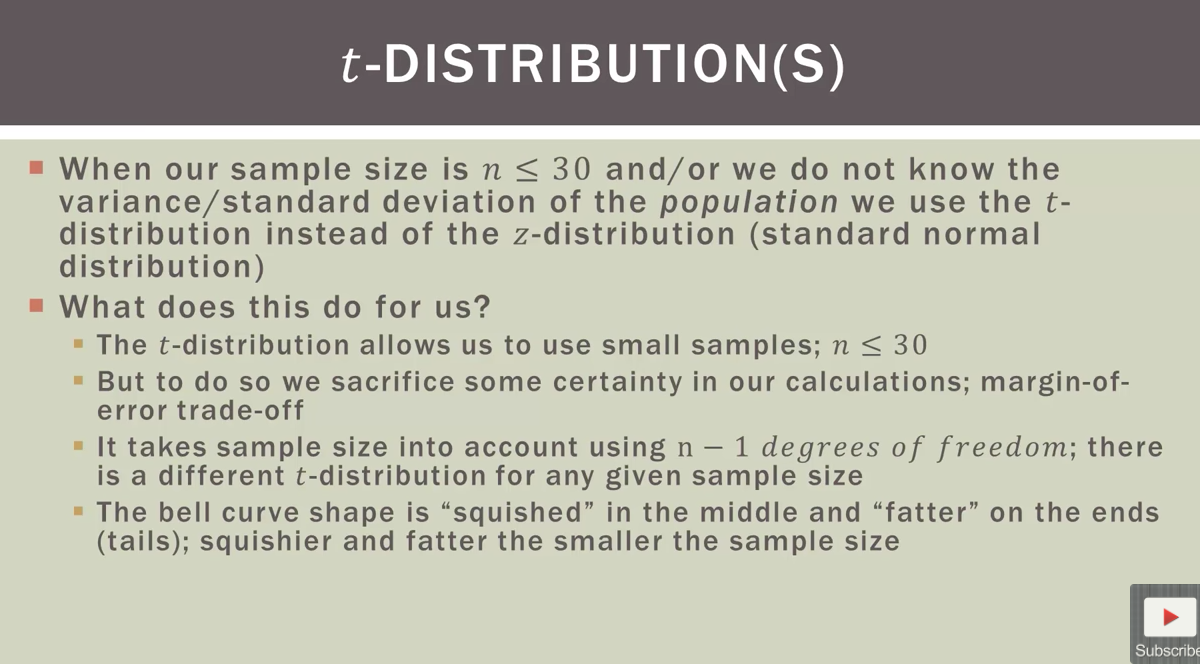 t-DISTRIBUTION(S)
When our sample size is n ≤ 30 and/or we do not know the
variance/standard deviation of the population we use the t-
distribution instead of the z-distribution (standard normal
distribution)
What does this do for us?
The t-distribution allows us to use small samples; n ≤ 30
But to do so we sacrifice some certainty in our calculations; margin-of-
error trade-off
It takes sample size into account using n − 1 degrees of freedom; there
is a different t-distribution for any given sample size
The bell curve shape is “squished” in the middle and “fatter” on the ends
(tails); squishier and fatter the smaller the sample size
Subscribe